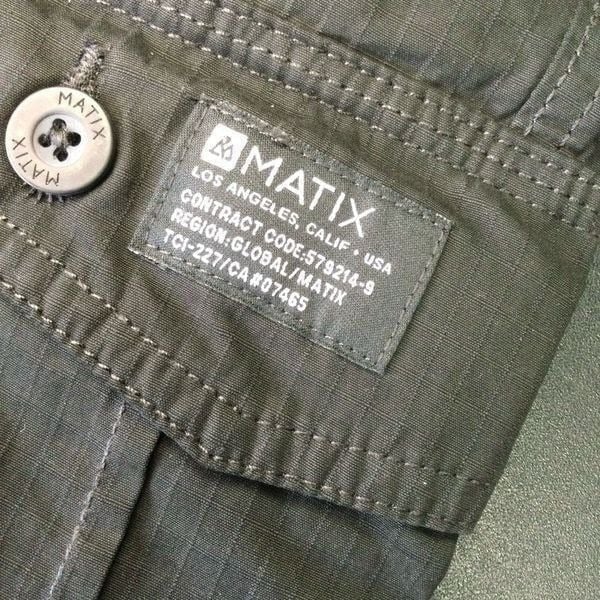 MATIX
MATIX
MATIX
LOS ANGELES, CALIF • USA
CONTRACT CODE:579214-9
REGION:GLOBAL/MATIX
TCI-227/CA#07465